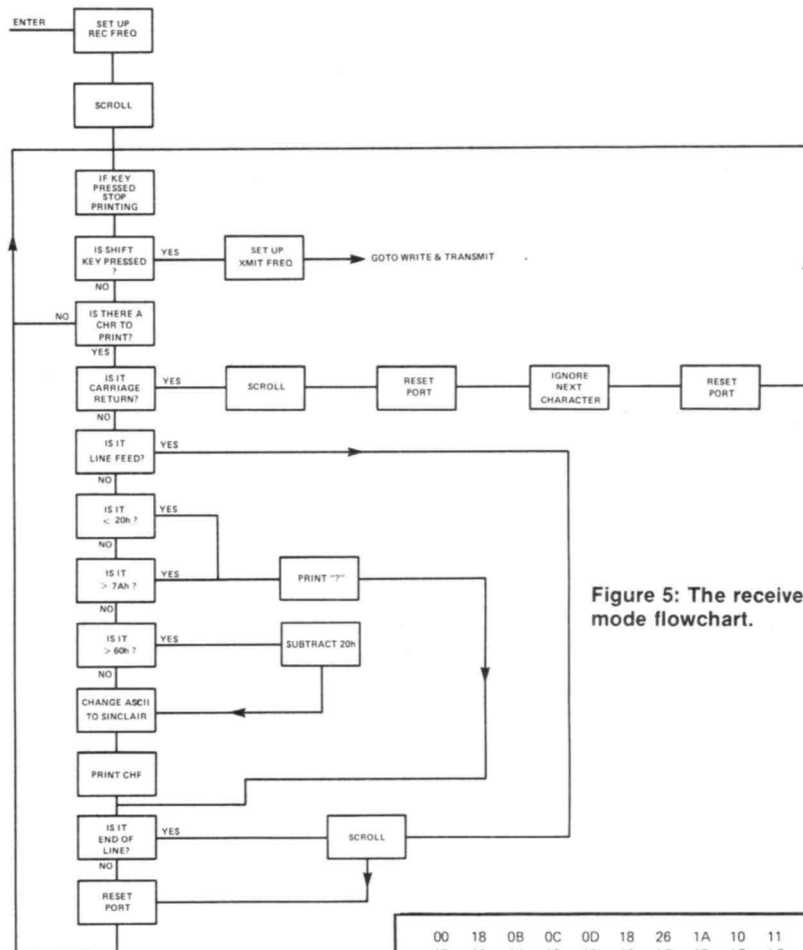 ENTER
SET UP
REC FREQ
SCROLL
IF KEY
PRESSED
STOP
PRINTING
IS SHIFT
KEY PRESSED
?
YES
SET UP
XMIT FREQ
GOTO WRITE & TRANSMIT
NO
NO
IS THERE A
CHR TO
PRINT?
YES
IS IT
CARRIAGE
RETURN?
YES
SCROLL
RESET
PORT
IGNORE
NEXT
CHARACTER
RESET
PORT
NO
IS IT
LINE FEED?
YES
NO
IS IT
< 20h ?
YES
NO
IS IT
> 7Ah ?
YES
PRINT "?"
NO
IS IT
> 60h ?
YES
SUBTRACT 20h
NO
CHANGE ASCII
TO SINCLAIR
PRINT CHF
IS IT
END OF
LINE?
YES
SCROLL
NO
RESET
PORT
Figure 5: The receive
mode flowchart.
00 18 0B 0C 0D 18 26 1A 10 11